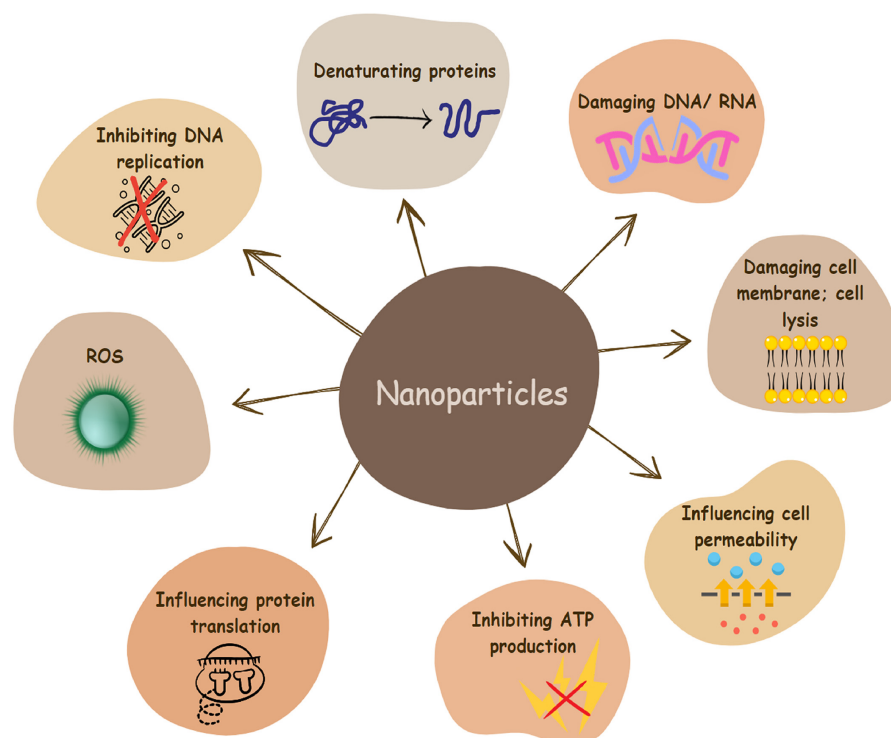 Denaturating proteins
Damaging DNA/ RNA
Inhibiting DNA
replication
Damaging cell
membrane; cell
lysis
ROS
Nanoparticles
Influencing cell
permeability
Influencing protein
translation
Inhibiting ATP
production